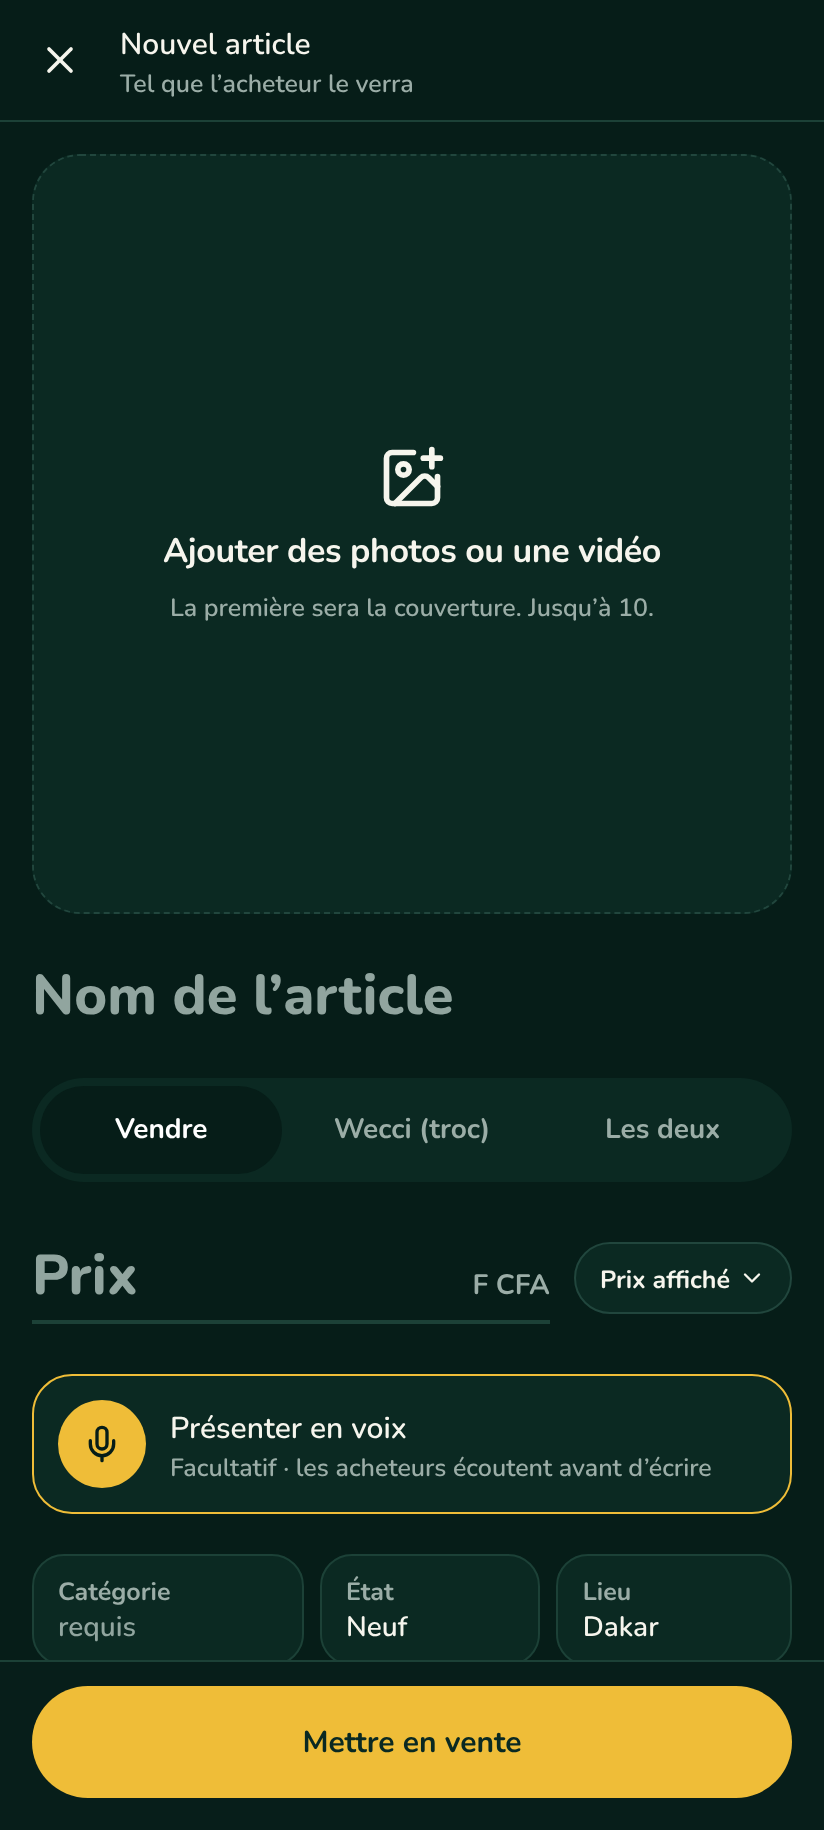 Nouvel article
Tel que l’acheteur le verra
Ajouter des photos ou une vidéo
La première sera la couverture. Jusqu’à 10.
Nom de l’article
Vendre
Wecci (troc)
Les deux
Prix
F CFA
Prix affiché
Présenter en voix
Facultatif · les acheteurs écoutent avant d’écrire
Catégorie
requis
État
Neuf
Lieu
Dakar
Mettre en vente